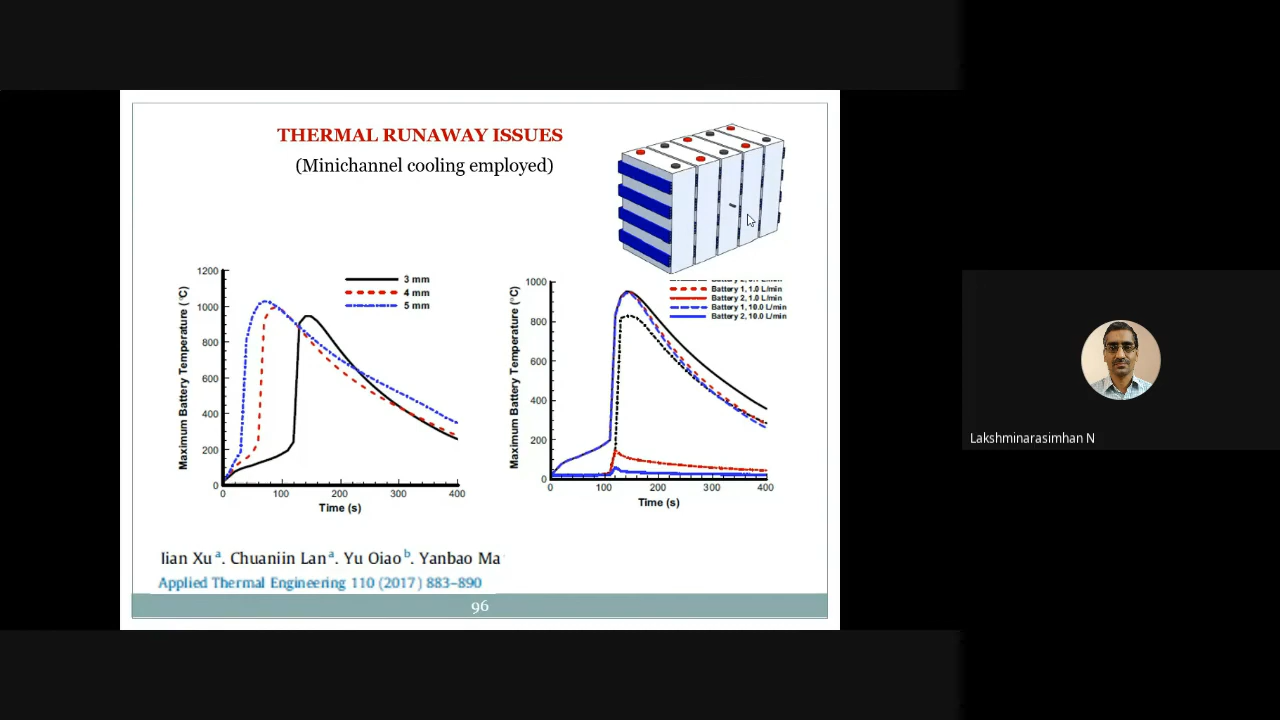 THERMAL RUNAWAY ISSUES
(Minichannel cooling employed)
1200
1000
800
600
400
200
0
Maximum Battery Temperature (°C)
3 mm
4 mm
5 mm
0 100 200 300 400
Time (s)
1000
800
600
400
200
0
Maximum Battery Temperature (°C)
Battery 1, 1.0 L/min
Battery 2, 1.0 L/min
Battery 1, 10.0 L/min
Battery 2, 10.0 L/min
0 100 200 300 400
Time (s)
Jian Xu a, Chuanjin Lan a, Yu Qiao b, Yanbao Ma
Applied Thermal Engineering 110 (2017) 883–890
96
Lakshminarasimhan N